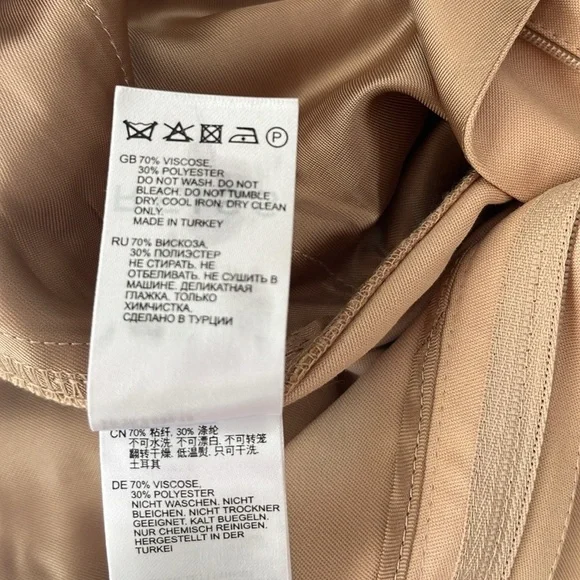 P
GB 70% VISCOSE,
30% POLYESTER
DO NOT WASH. DO NOT
BLEACH. DO NOT TUMBLE
DRY, COOL IRON. DRY CLEAN
ONLY.
MADE IN TURKEY
RU 70% ВИСКОЗА,
30% ПОЛИЭСТЕР
НЕ СТИРАТЬ. НЕ
ОТБЕЛИВАТЬ. НЕ СУШИТЬ В
МАШИНЕ. ДЕЛИКАТНАЯ
ГЛАЖКА, ТОЛЬКО
ХИМЧИСТКА.
СДЕЛАНО В ТУРЦИИ
CN 70% 粘纤, 30% 涤纶
不可水洗. 不可漂白. 不可转笼
翻转干燥. 低温熨. 只可干洗.
土耳其
DE 70% VISCOSE,
30% POLYESTER
NICHT WASCHEN. NICHT
BLEICHEN. NICHT TROCKNER
GEEIGNET. KALT BUEGELN.
NUR CHEMISCH REINIGEN.
HERGESTELLT IN DER
TURKEI